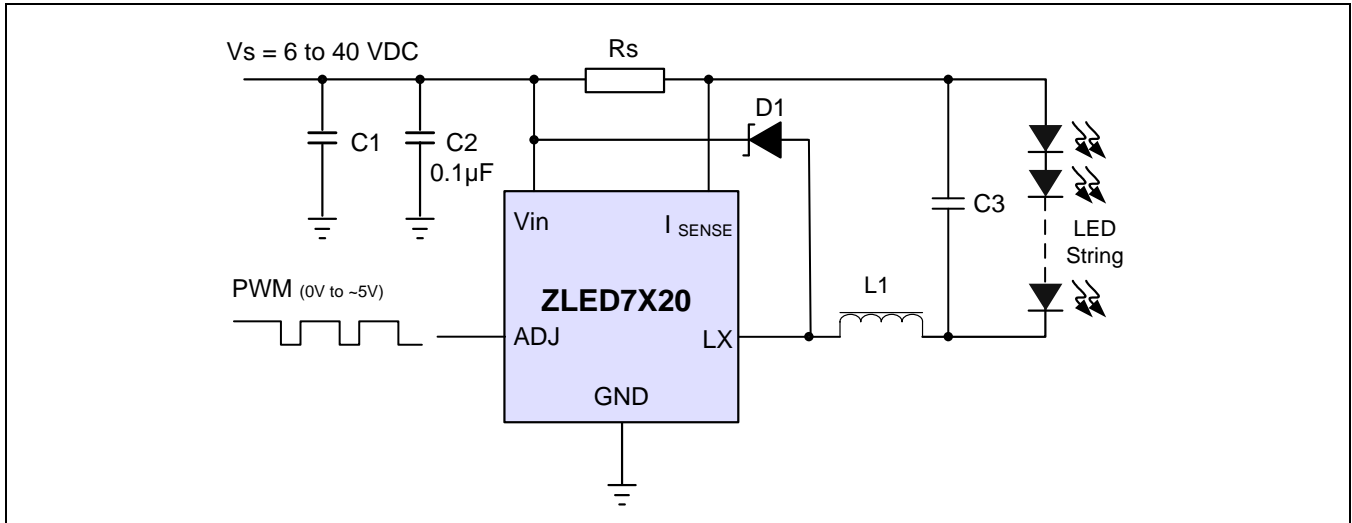 Vs = 6 to 40 VDC
Rs
D1
C1
C2
0.1µF
Vin
I SENSE
C3
LED
String
PWM (0V to ~5V)
ZLED7X20
L1
ADJ
LX
GND